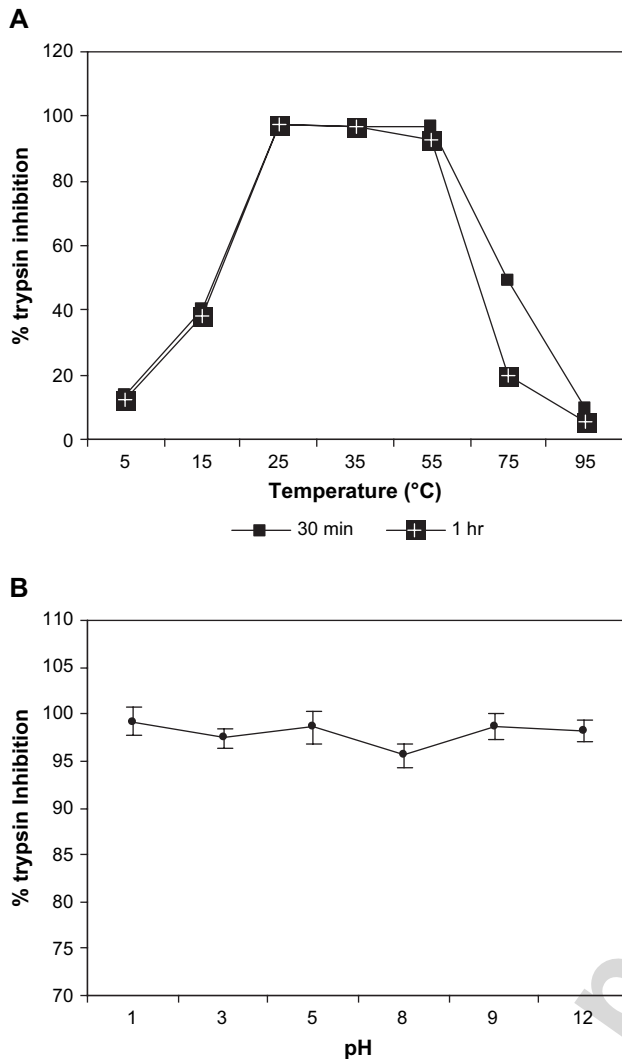 A
120
100
80
60
40
20
0
% trypsin inhibition
5 15 25 35 55 75 95
Temperature (°C)
30 min 1 hr
B
110
105
100
95
90
85
80
75
70
% trypsin Inhibition
1 3 5 8 9 12
pH